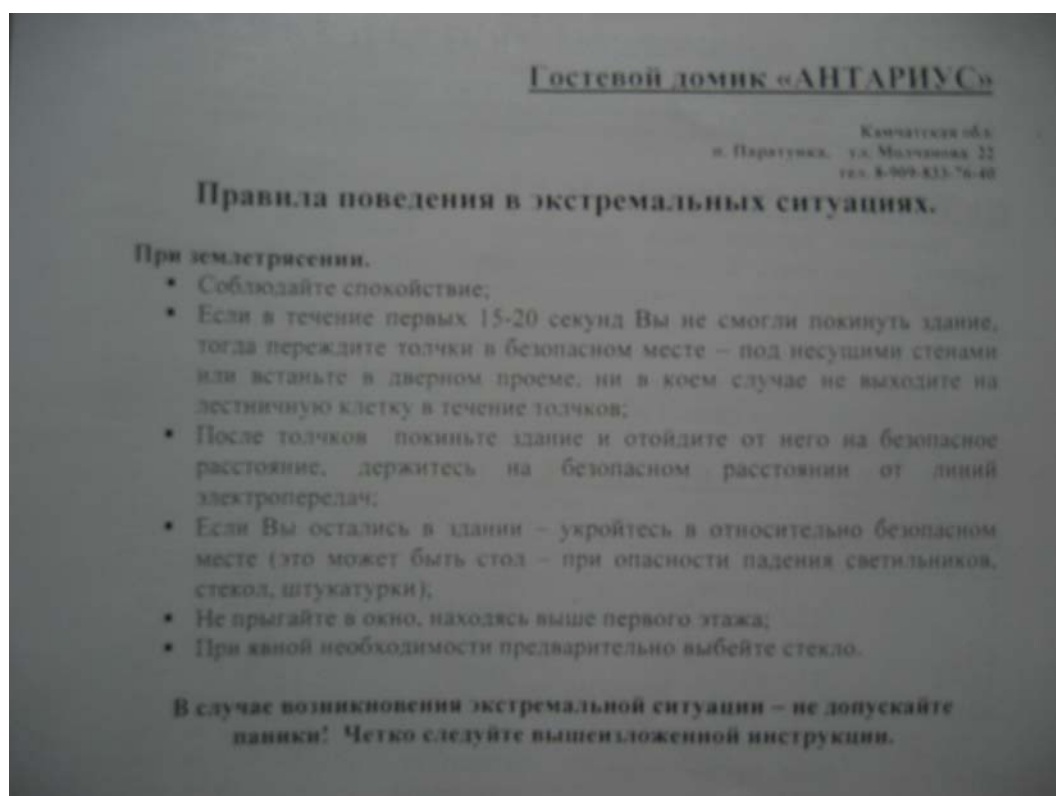 Гостевой домик «АНТАРИУС»
Камчатская обл.
п. Паратунка, ул. Молчанова 22
тел. 8-909-833-76-40
Правила поведения в экстремальных ситуациях.
При землетрясении.
▪ Соблюдайте спокойствие;
▪ Если в течение первых 15-20 секунд Вы не смогли покинуть здание,
тогда переждите толчки в безопасном месте – под несущими стенами
или встаньте в дверном проеме, ни в коем случае не выходите на
лестничную клетку в течение толчков;
▪ После толчков покиньте здание и отойдите от него на безопасное
расстояние, держитесь на безопасном расстоянии от линий
электропередач;
▪ Если Вы остались в здании – укройтесь в относительно безопасном
месте (это может быть стол – при опасности падения светильников,
стекол, штукатурки);
▪ Не прыгайте в окно, находясь выше первого этажа;
▪ При явной необходимости предварительно выбейте стекло.
В случае возникновения экстремальной ситуации – не допускайте
паники! Четко следуйте вышеизложенной инструкции.